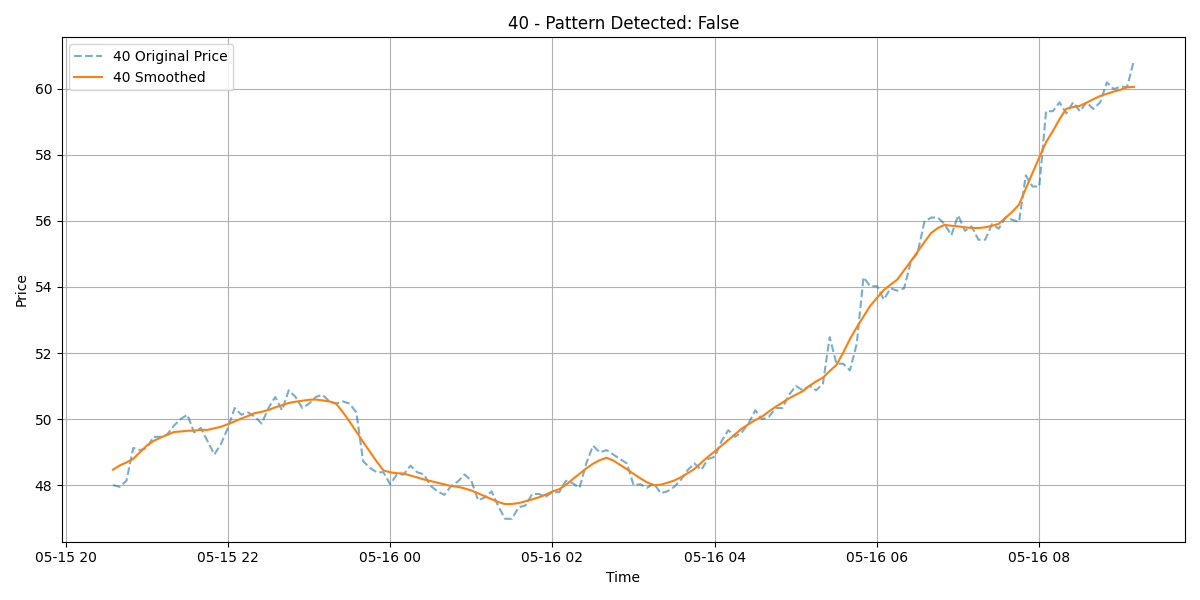 40 - Pattern Detected: False
40 Original Price
40 Smoothed
Price
60
58
56
54
52
50
48
05-15 20
05-15 22
05-16 00
05-16 02
05-16 04
05-16 06
05-16 08
Time